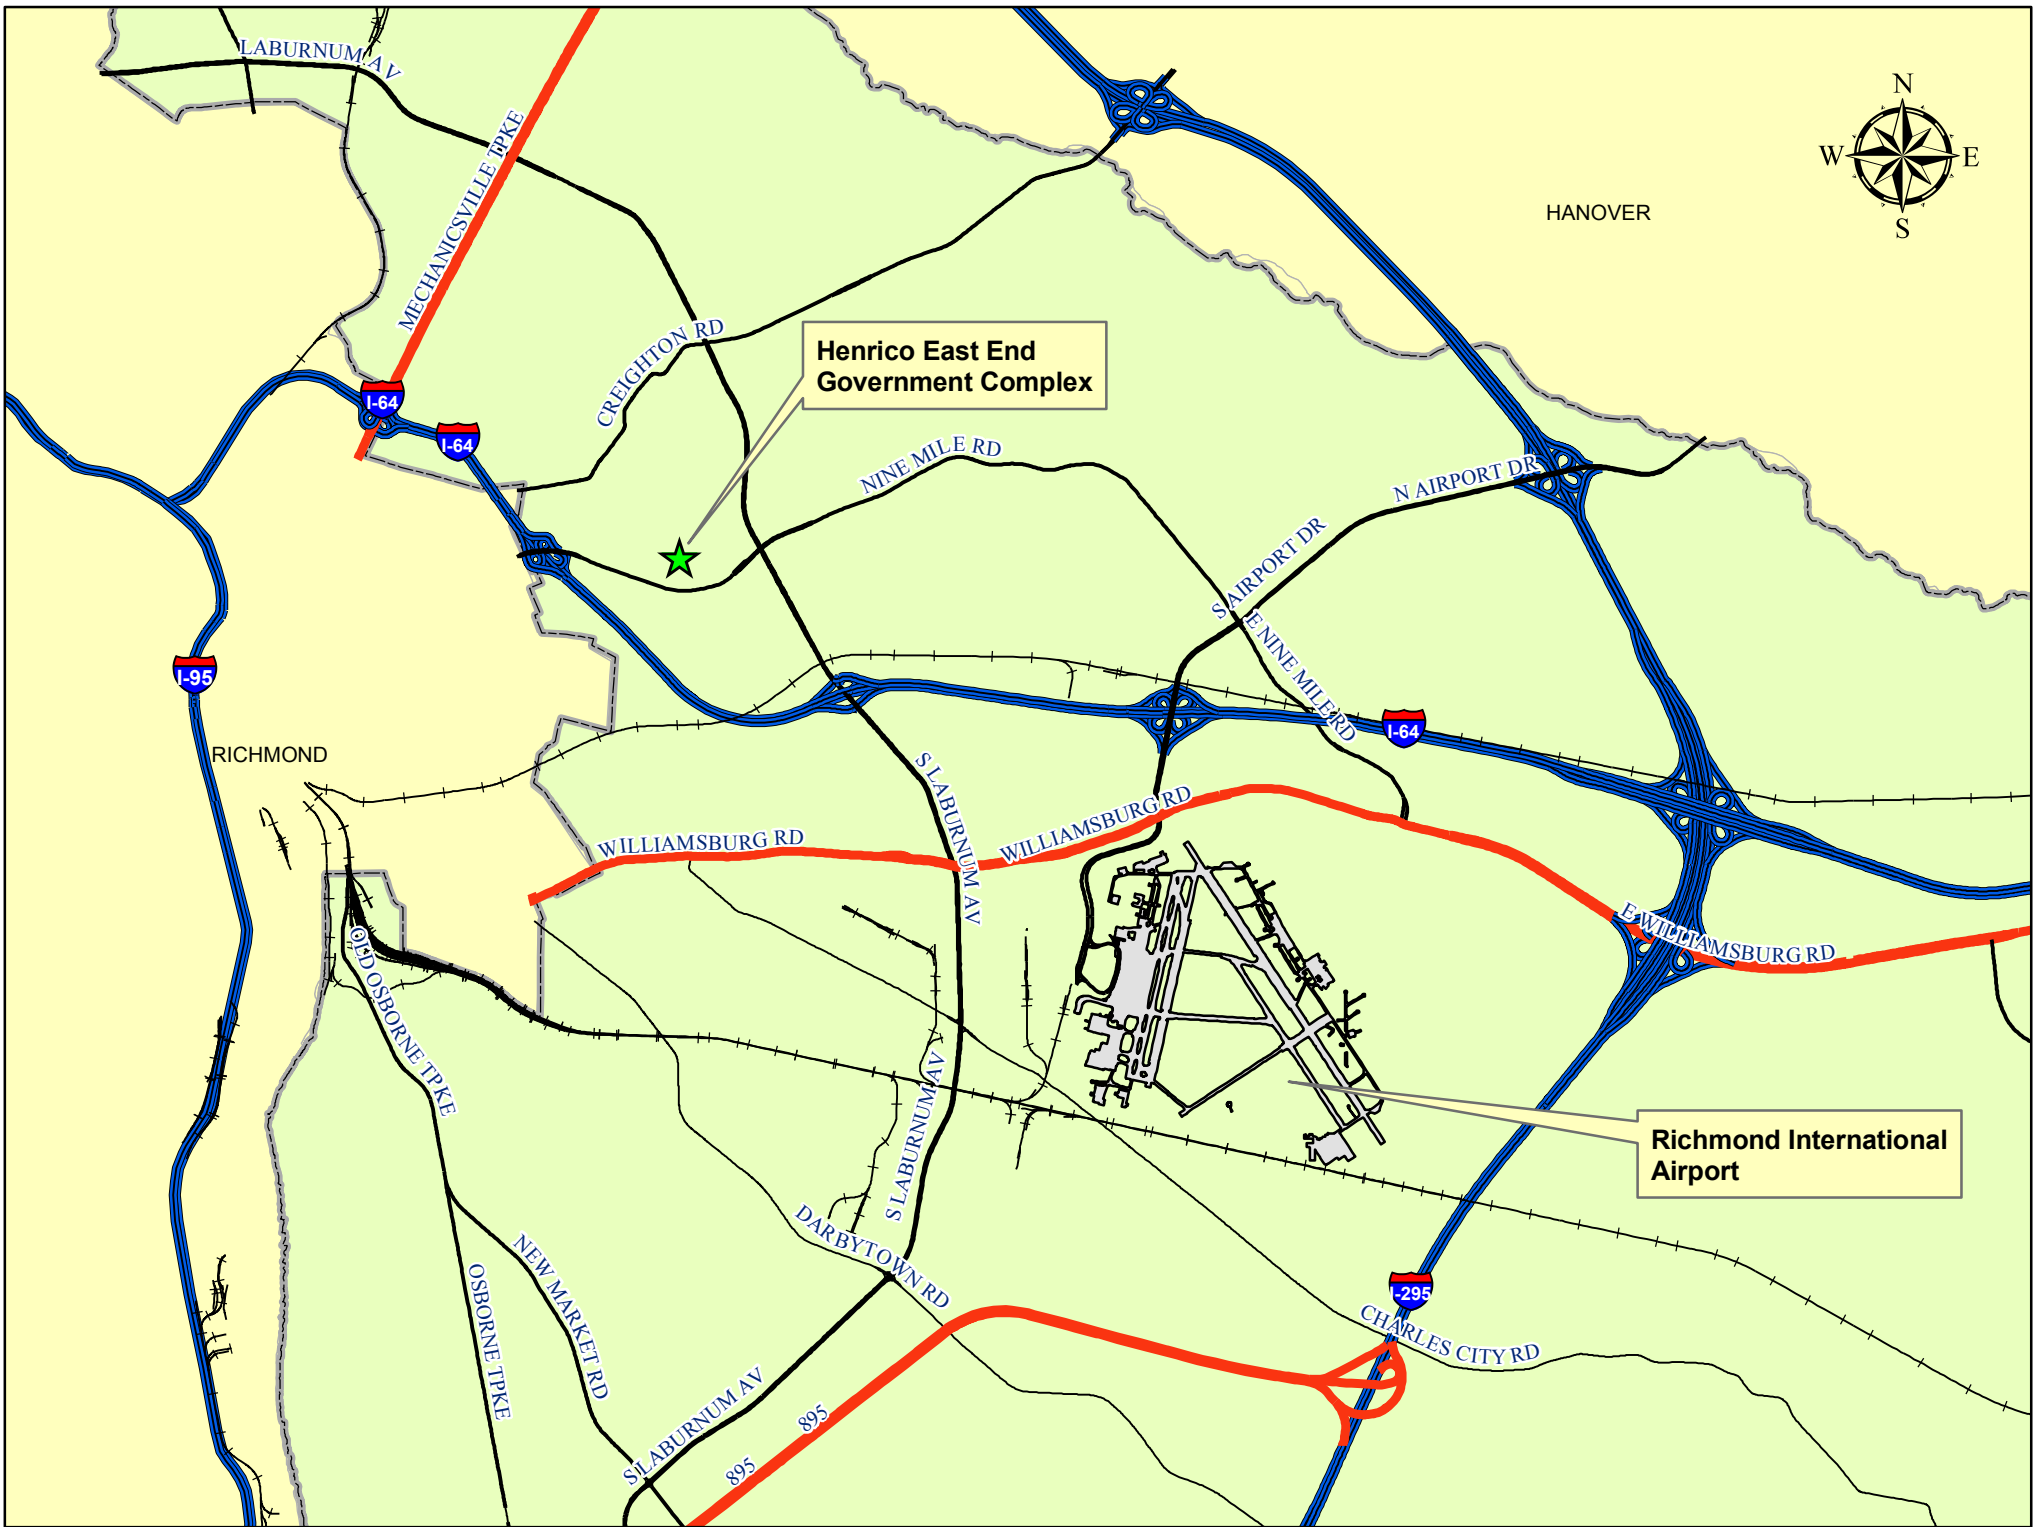 LABURNUM AV
MECHANICSVILLE TPKE
N
W
E
S
HANOVER
CREIGHTON RD
Henrico East End
Government Complex
I-64
I-64
NINE MILE RD
N AIRPORT DR
S AIRPORT DR
E NINE MILE RD
I-95
I-64
RICHMOND
S LABURNUM AV
WILLIAMSBURG RD
WILLIAMSBURG RD
E WILLIAMSBURG RD
OLD OSBORNE TPKE
S LABURNUM AV
Richmond International
Airport
DARBYTOWN RD
NEW MARKET RD
OSBORNE TPKE
I-295
CHARLES CITY RD
S LABURNUM AV
895
895